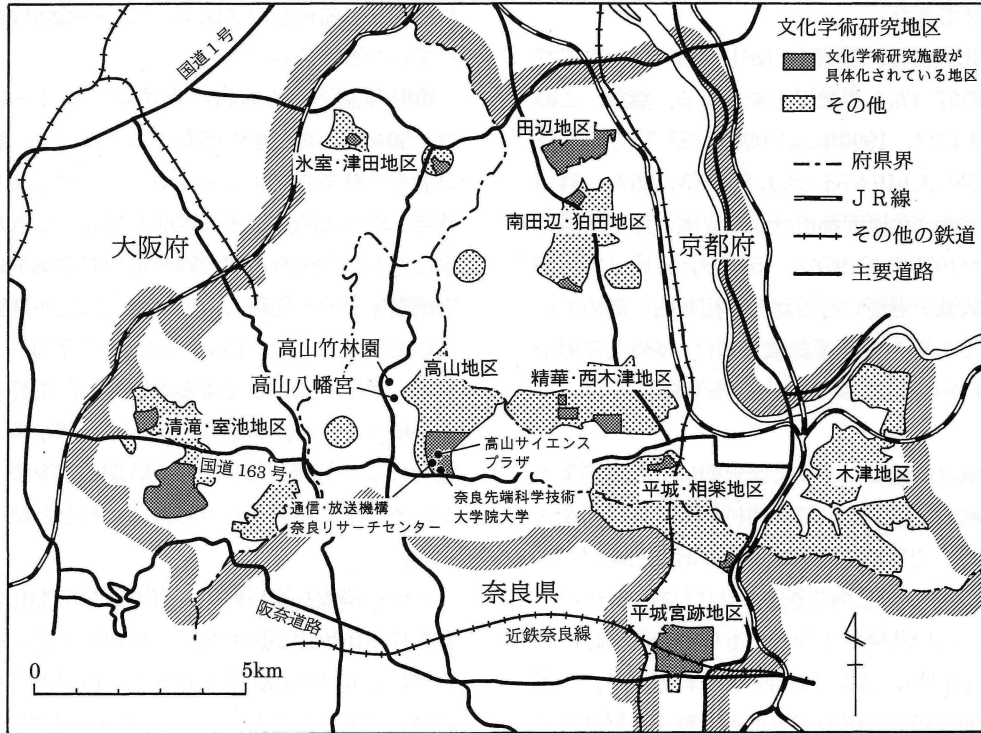 国道1号
文化学術研究地区
文化学術研究施設が
具体化されている地区
その他
府県界
JR線
その他の鉄道
主要道路
田辺地区
氷室・津田地区
南田辺・狛田地区
大阪府
京都府
高山竹林園
高山八幡宮
高山地区
精華・西木津地区
清滝・室池地区
高山サイエンス
プラザ
国道163号
木津地区
平城・相楽地区
通信・放送機構
奈良リサーチセンター
奈良先端科学技術
大学院大学
奈良県
平城宮跡地区
阪奈道路
近鉄奈良線
0 5km